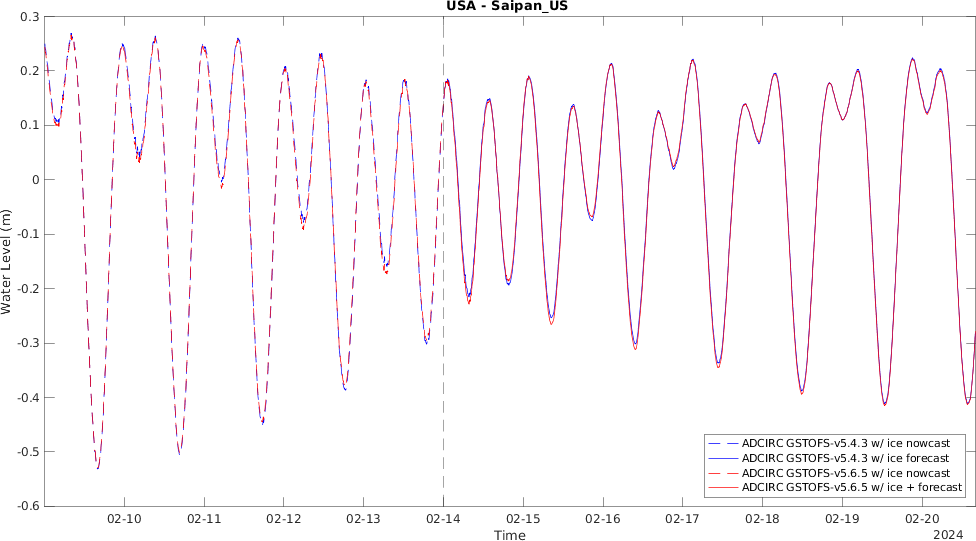 USA - Saipan_US
0.3
0.2
0.1
0
-0.1
-0.2
-0.3
-0.4
-0.5
-0.6
Water Level (m)
02-10 02-11 02-12 02-13 02-14 02-15 02-16 02-17 02-18 02-19 02-20
Time
2024
ADCIRC GSTOFS-v5.4.3 w/ ice nowcast
ADCIRC GSTOFS-v5.4.3 w/ ice forecast
ADCIRC GSTOFS-v5.6.5 w/ ice nowcast
ADCIRC GSTOFS-v5.6.5 w/ ice + forecast